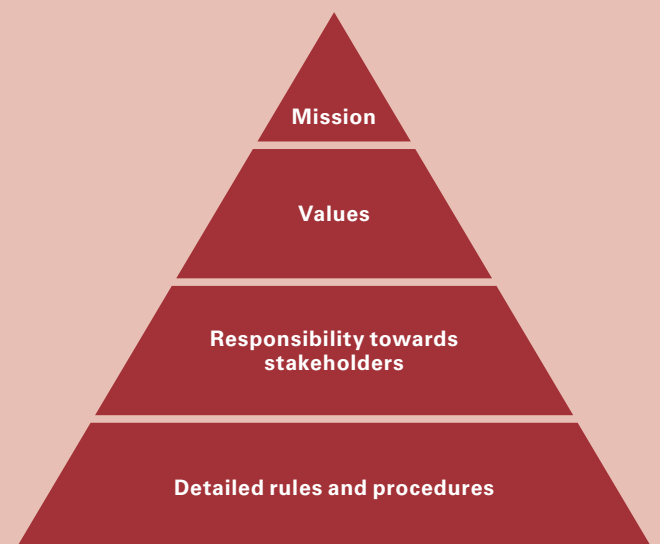 Mission
Values
Responsibility towards
stakeholders
Detailed rules and procedures